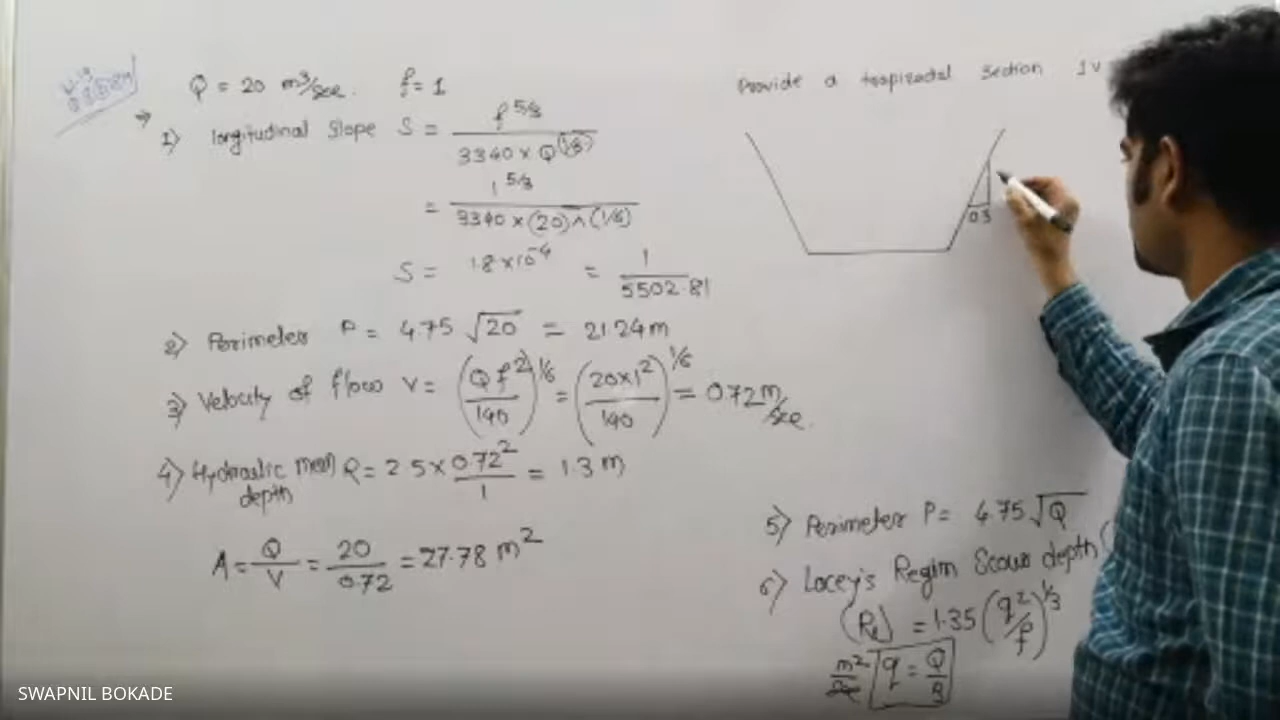 Q = 20 m³/sec. f = 1
1) longitudinal slope S = f^5/3 / 3340 × Q^(1/6)
= 1^5/3 / 3340 × (20)^(1/6)
S = 1.8 × 10^-4 = 1 / 5502.81
2) Perimeter P = 4.75 √20 = 21.24 m
3) Velocity of flow V = (Q f² / 140)^1/6 = (20×1² / 140)^1/6 = 0.72 m/sec.
4) Hydraulic mean depth R = 2.5 × 0.72² / 1 = 1.3 m
A = Q / V = 20 / 0.72 = 27.78 m²
Provide a trapizodal section 1V
0.5
5) Perimeter P = 4.75 √Q
6) Lacey's Regim Scour depth (
(R) = 1.35 (q² / f)^1/3
q = Q / B
SWAPNIL BOKADE